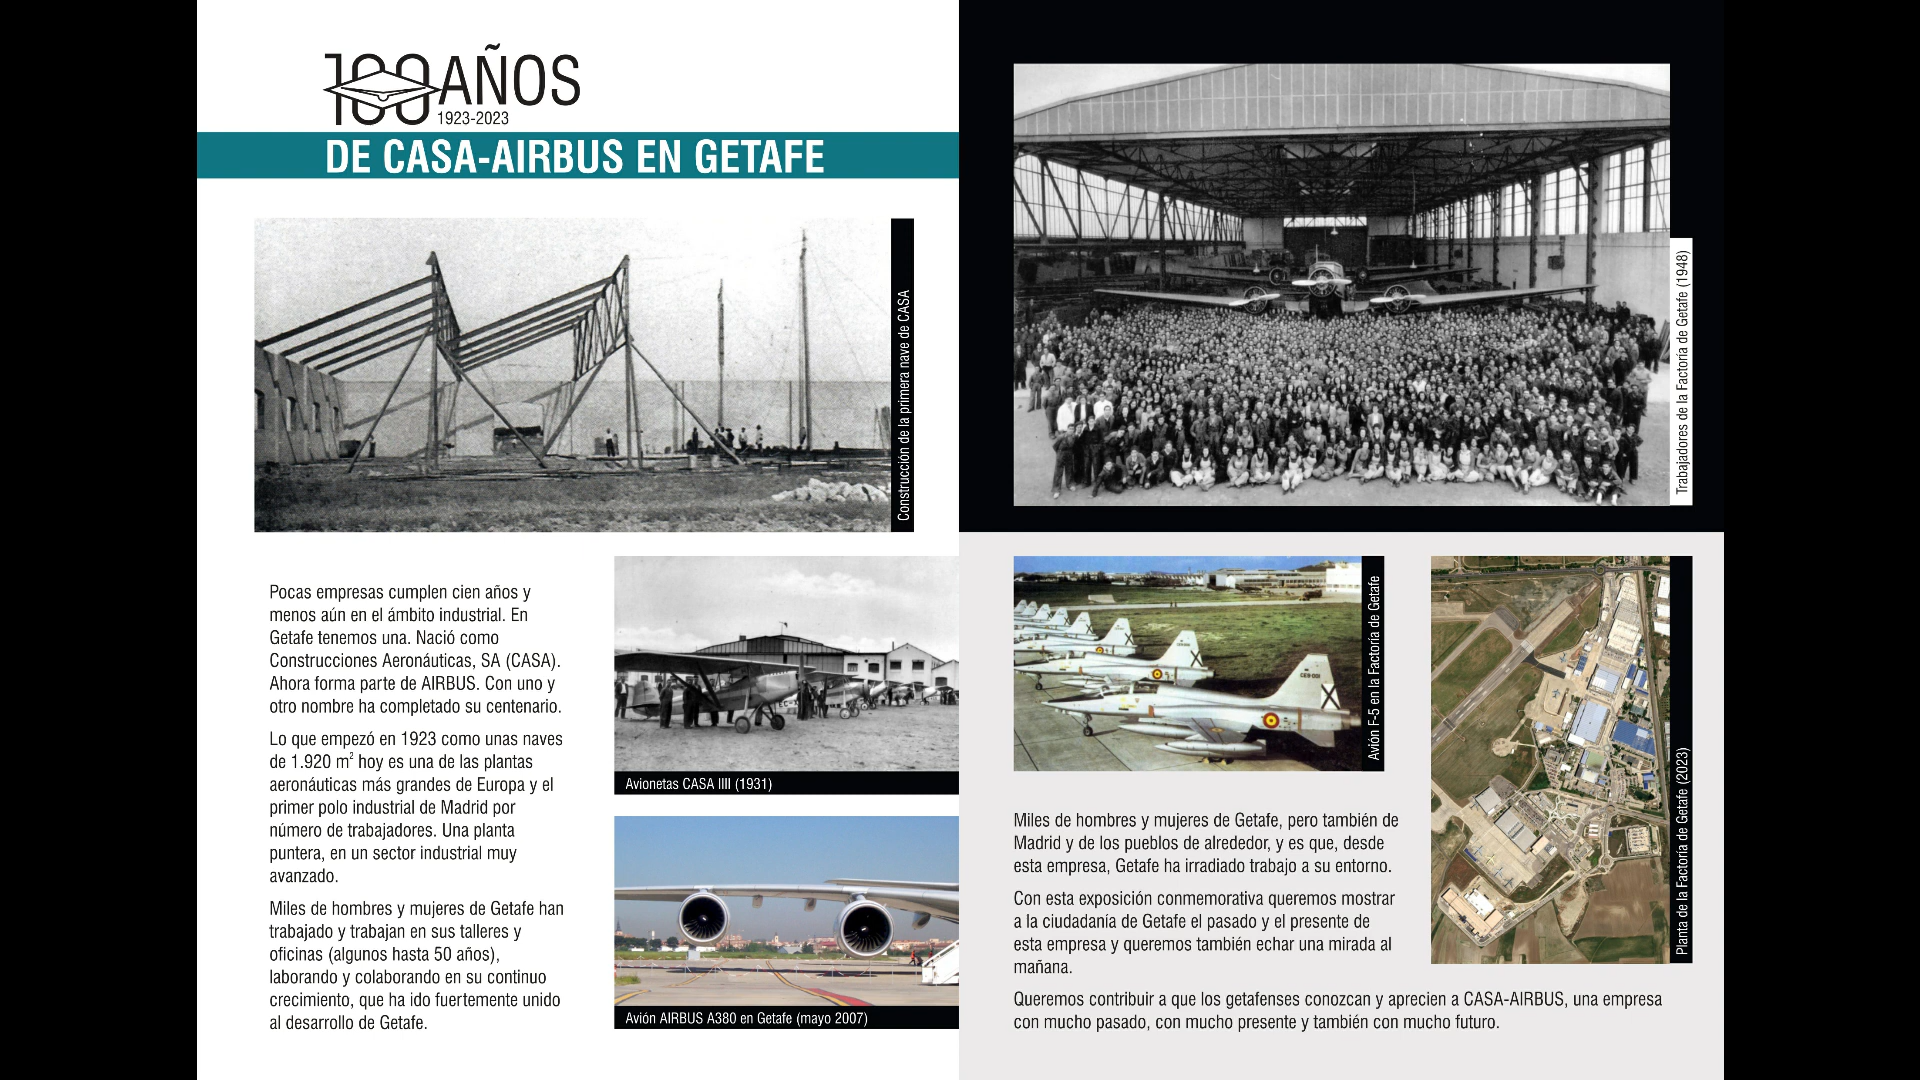 100 AÑOS
1923-2023
DE CASA-AIRBUS EN GETAFE
Construcción de la primera nave de CASA
Pocas empresas cumplen cien años y
menos aún en el ámbito industrial. En
Getafe tenemos una. Nació como
Construcciones Aeronáuticas, SA (CASA).
Ahora forma parte de AIRBUS. Con uno y
otro nombre ha completado su centenario.
Lo que empezó en 1923 como unas naves
de 1.920 m² hoy es una de las plantas
aeronáuticas más grandes de Europa y el
primer polo industrial de Madrid por
número de trabajadores. Una planta
puntera, en un sector industrial muy
avanzado.
Miles de hombres y mujeres de Getafe han
trabajado y trabajan en sus talleres y
oficinas (algunos hasta 50 años),
laborando y colaborando en su continuo
crecimiento, que ha ido fuertemente unido
al desarrollo de Getafe.
Avionetas CASA IIII (1931)
Avión AIRBUS A380 en Getafe (mayo 2007)
Trabajadores de la Factoría de Getafe (1948)
Avión F-5 en la Factoría de Getafe
Planta de la Factoría de Getafe (2023)
Miles de hombres y mujeres de Getafe, pero también de
Madrid y de los pueblos de alrededor, y es que, desde
esta empresa, Getafe ha irradiado trabajo a su entorno.
Con esta exposición conmemorativa queremos mostrar
a la ciudadanía de Getafe el pasado y el presente de
esta empresa y queremos también echar una mirada al
mañana.
Queremos contribuir a que los getafenses conozcan y aprecien a CASA-AIRBUS, una empresa
con mucho pasado, con mucho presente y también con mucho futuro.